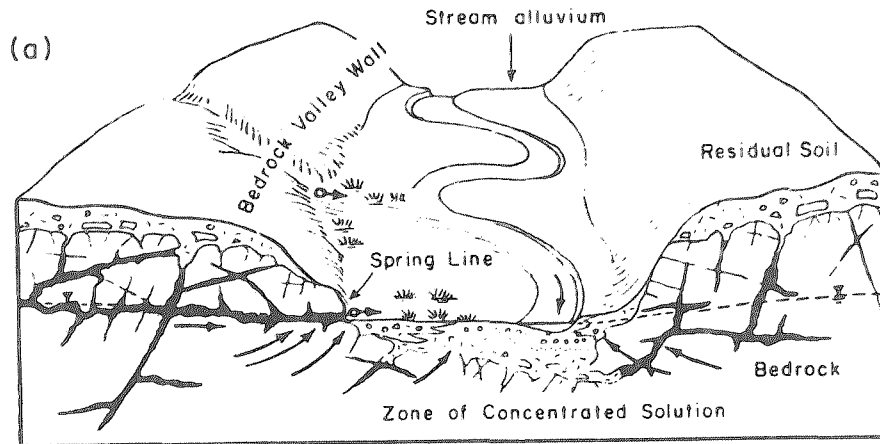 Stream alluvium
(a)
Bedrock Valley Wall
Residual Soil
Spring Line
Bedrock
Zone of Concentrated Solution